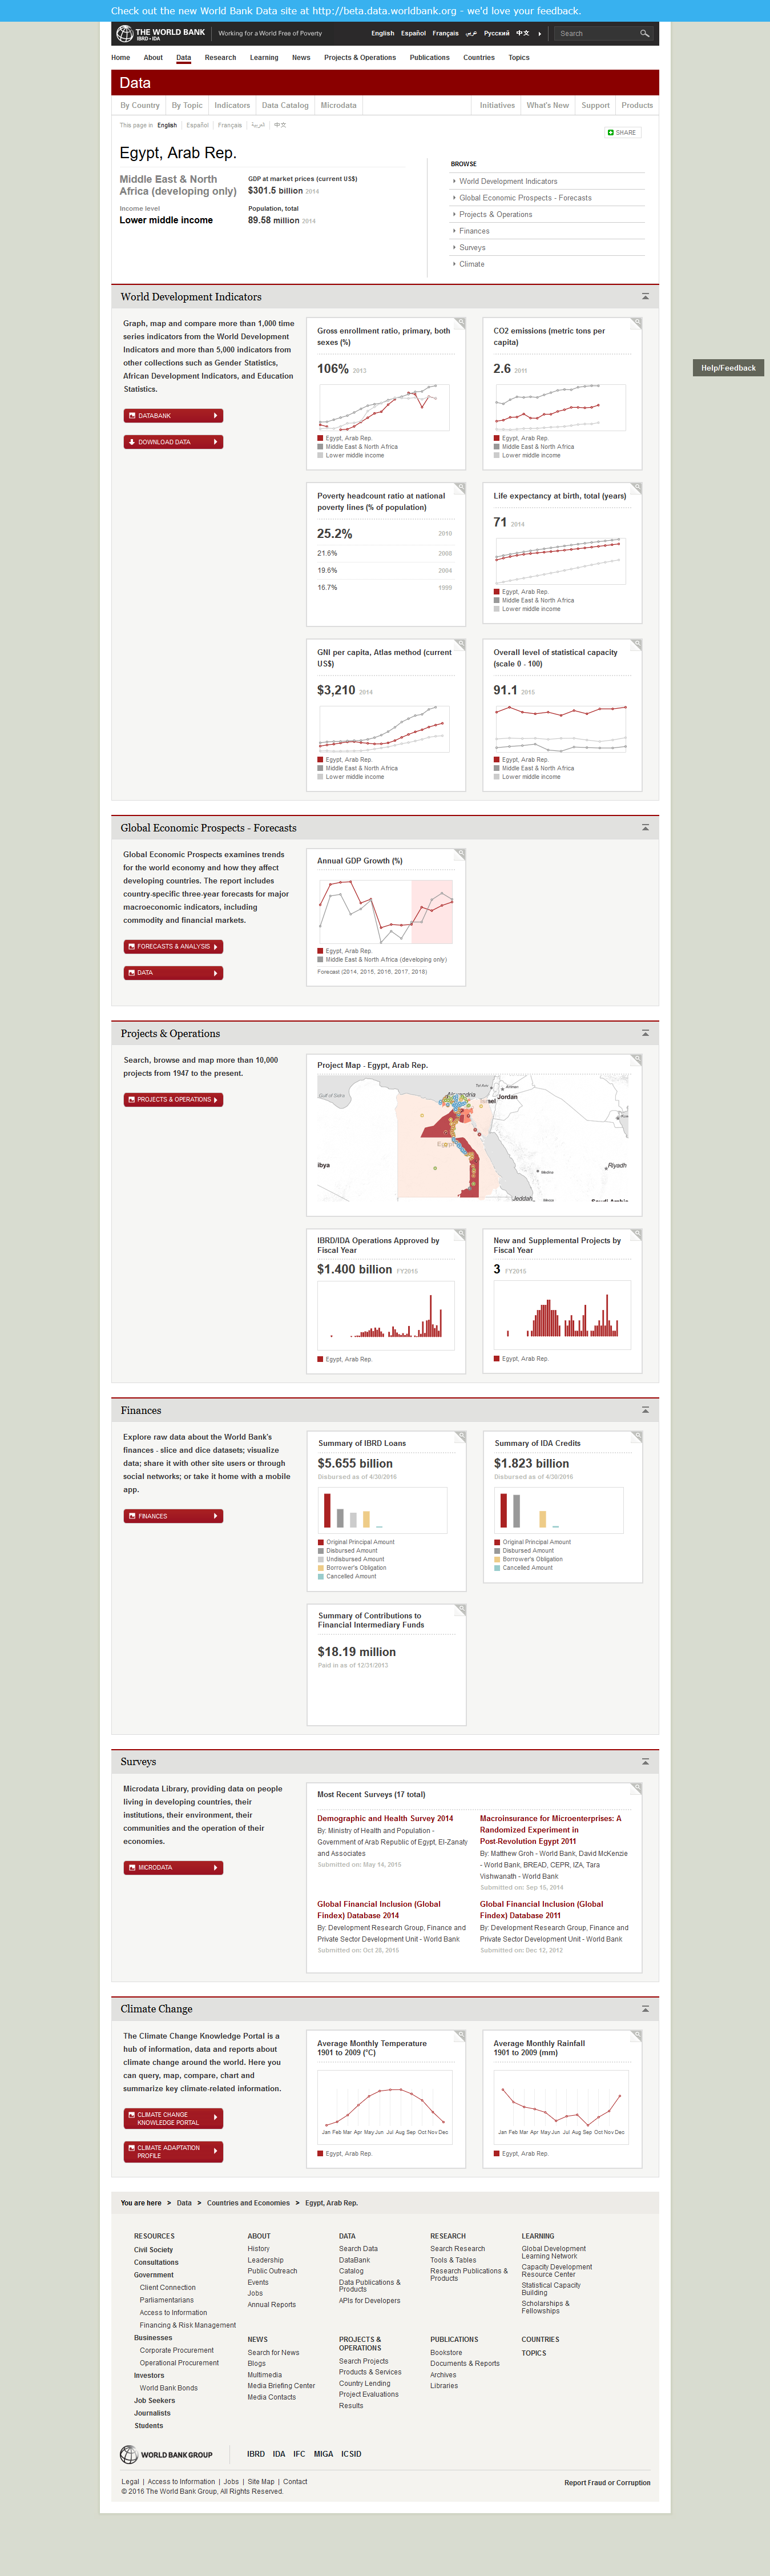 Check out the new World Bank Data site at http://beta.data.worldbank.org - we'd love your feedback.
THE WORLD BANK
IBRD • IDA
Working for a World Free of Poverty
English Español Français عربي Русский 中文
Search
Home About Data Research Learning News Projects & Operations Publications Countries Topics
Data
By Country By Topic Indicators Data Catalog Microdata Initiatives What's New Support Products
This page in English Español Français العربية 中文
SHARE
Egypt, Arab Rep.
Middle East & North
Africa (developing only)
Income level
Lower middle income
GDP at market prices (current US$)
$301.5 billion 2014
Population, total
89.58 million 2014
BROWSE
World Development Indicators
Global Economic Prospects - Forecasts
Projects & Operations
Finances
Surveys
Climate
Help/Feedback
World Development Indicators
Graph, map and compare more than 1,000 time
series indicators from the World Development
Indicators and more than 5,000 indicators from
other collections such as Gender Statistics,
African Development Indicators, and Education
Statistics.
DATABANK
DOWNLOAD DATA
Gross enrollment ratio, primary, both
sexes (%)
106% 2013
Egypt, Arab Rep.
Middle East & North Africa
Lower middle income
CO2 emissions (metric tons per
capita)
2.6 2011
Egypt, Arab Rep.
Middle East & North Africa
Lower middle income
Poverty headcount ratio at national
poverty lines (% of population)
25.2% 2010
21.6% 2008
19.6% 2004
16.7% 1999
Life expectancy at birth, total (years)
71 2014
Egypt, Arab Rep.
Middle East & North Africa
Lower middle income
GNI per capita, Atlas method (current
US$)
$3,210 2014
Egypt, Arab Rep.
Middle East & North Africa
Lower middle income
Overall level of statistical capacity
(scale 0 - 100)
91.1 2015
Egypt, Arab Rep.
Middle East & North Africa
Lower middle income
Global Economic Prospects - Forecasts
Global Economic Prospects examines trends
for the world economy and how they affect
developing countries. The report includes
country-specific three-year forecasts for major
macroeconomic indicators, including
commodity and financial markets.
FORECASTS & ANALYSIS
DATA
Annual GDP Growth (%)
Egypt, Arab Rep.
Middle East & North Africa (developing only)
Forecast (2014, 2015, 2016, 2017, 2018)
Projects & Operations
Search, browse and map more than 10,000
projects from 1947 to the present.
PROJECTS & OPERATIONS
Project Map - Egypt, Arab Rep.
Gulf of Sidra
Tel Aviv
Amman
Jordan
Egypt
ibya
Medina
Riyadh
Jeddah
IBRD/IDA Operations Approved by
Fiscal Year
$1.400 billion FY2015
Egypt, Arab Rep.
New and Supplemental Projects by
Fiscal Year
3 FY2015
Egypt, Arab Rep.
Finances
Explore raw data about the World Bank's
finances - slice and dice datasets; visualize
data; share it with other site users or through
social networks; or take it home with a mobile
app.
FINANCES
Summary of IBRD Loans
$5.655 billion
Disbursed as of 4/30/2016
Original Principal Amount
Disbursed Amount
Undisbursed Amount
Borrower's Obligation
Cancelled Amount
Summary of IDA Credits
$1.823 billion
Disbursed as of 4/30/2016
Original Principal Amount
Disbursed Amount
Borrower's Obligation
Cancelled Amount
Summary of Contributions to
Financial Intermediary Funds
$18.19 million
Paid in as of 12/31/2013
Surveys
Microdata Library, providing data on people
living in developing countries, their
institutions, their environment, their
communities and the operation of their
economies.
MICRODATA
Most Recent Surveys (17 total)
Demographic and Health Survey 2014
By: Ministry of Health and Population -
Government of Arab Republic of Egypt, El-Zanaty
and Associates
Submitted on: May 14, 2015
Macroinsurance for Microenterprises: A
Randomized Experiment in
Post-Revolution Egypt 2011
By: Matthew Groh - World Bank, David McKenzie
- World Bank, BREAD, CEPR, IZA, Tara
Vishwanath - World Bank
Submitted on: Sep 15, 2014
Global Financial Inclusion (Global
Findex) Database 2014
By: Development Research Group, Finance and
Private Sector Development Unit - World Bank
Submitted on: Oct 28, 2015
Global Financial Inclusion (Global
Findex) Database 2011
By: Development Research Group, Finance and
Private Sector Development Unit - World Bank
Submitted on: Dec 12, 2012
Climate Change
The Climate Change Knowledge Portal is a
hub of information, data and reports about
climate change around the world. Here you
can query, map, compare, chart and
summarize key climate-related information.
CLIMATE CHANGE
KNOWLEDGE PORTAL
CLIMATE ADAPTATION
PROFILE
Average Monthly Temperature
1901 to 2009 (°C)
Jan Feb Mar Apr May Jun Jul Aug Sep Oct Nov Dec
Egypt, Arab Rep.
Average Monthly Rainfall
1901 to 2009 (mm)
Jan Feb Mar Apr May Jun Jul Aug Sep Oct Nov Dec
Egypt, Arab Rep.
You are here > Data > Countries and Economies > Egypt, Arab Rep.
RESOURCES
Civil Society
Consultations
Government
Client Connection
Parliamentarians
Access to Information
Financing & Risk Management
Businesses
Corporate Procurement
Operational Procurement
Investors
World Bank Bonds
Job Seekers
Journalists
Students
ABOUT
History
Leadership
Public Outreach
Events
Jobs
Annual Reports
DATA
Search Data
DataBank
Catalog
Data Publications &
Products
APIs for Developers
RESEARCH
Search Research
Tools & Tables
Research Publications &
Products
LEARNING
Global Development
Learning Network
Capacity Development
Resource Center
Statistical Capacity
Building
Scholarships &
Fellowships
NEWS
Search for News
Blogs
Multimedia
Media Briefing Center
Media Contacts
PROJECTS &
OPERATIONS
Search Projects
Products & Services
Country Lending
Project Evaluations
Results
PUBLICATIONS
Bookstore
Documents & Reports
Archives
Libraries
COUNTRIES
TOPICS
WORLD BANK GROUP
IBRD IDA IFC MIGA ICSID
Legal | Access to Information | Jobs | Site Map | Contact
© 2016 The World Bank Group, All Rights Reserved.
Report Fraud or Corruption